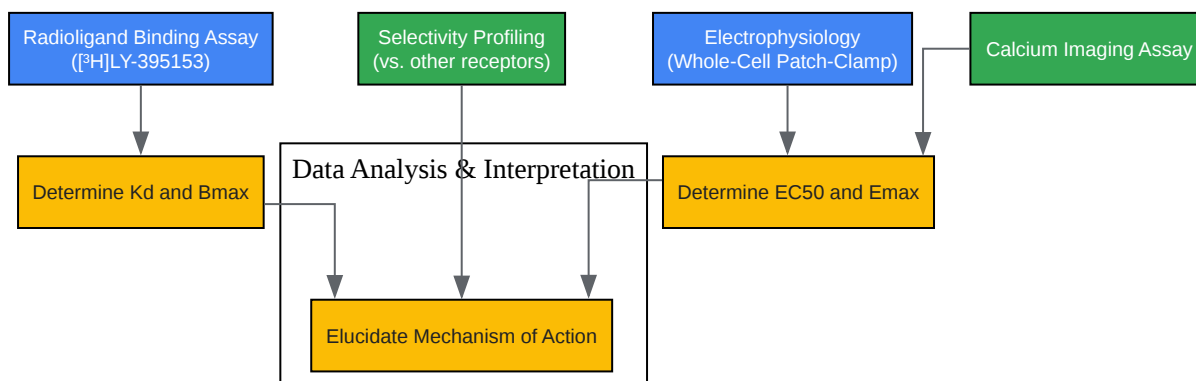 Radioligand Binding Assay
([³H]LY-395153)
Selectivity Profiling
(vs. other receptors)
Electrophysiology
(Whole-Cell Patch-Clamp)
Calcium Imaging Assay
Data Analysis & Interpretation
Determine Kd and Bmax
Determine EC50 and Emax
Elucidate Mechanism of Action